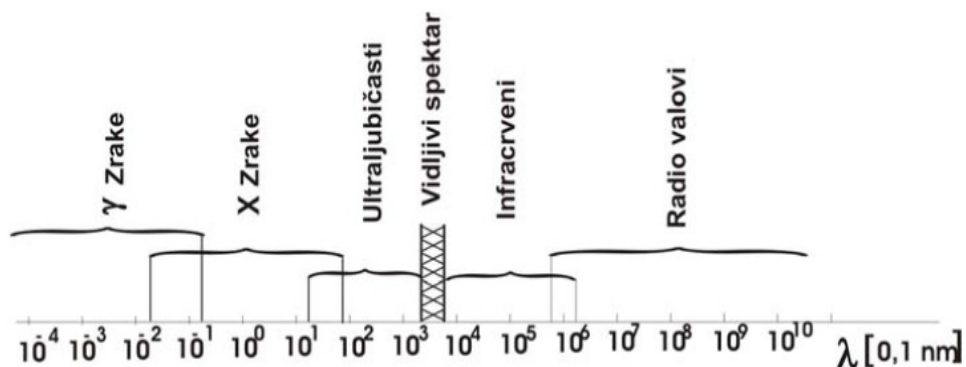 γ Zrake
X Zrake
Ultraljubičasti
Vidljivi spektar
Infracrveni
Radio valovi
10⁻⁴ 10⁻³ 10⁻² 10⁻¹ 10⁰ 10¹ 10² 10³ 10⁴ 10⁵ 10⁶ 10⁷ 10⁸ 10⁹ 10¹⁰ λ [0,1 nm]